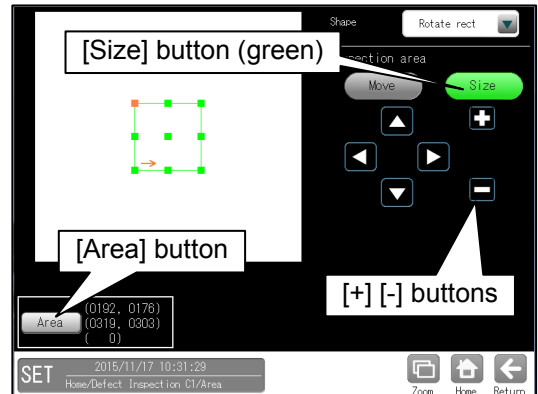 Shape
Rotate rect
[Size] button (green)
pection area
Move
Size
[Area] button
[+] [-] buttons
Area
(0192, 0176)
(0319, 0303)
( 0)
SET
2015/11/17 10:31:29
Home/Defect Inspection C1/Area
Zoom
Home
Return